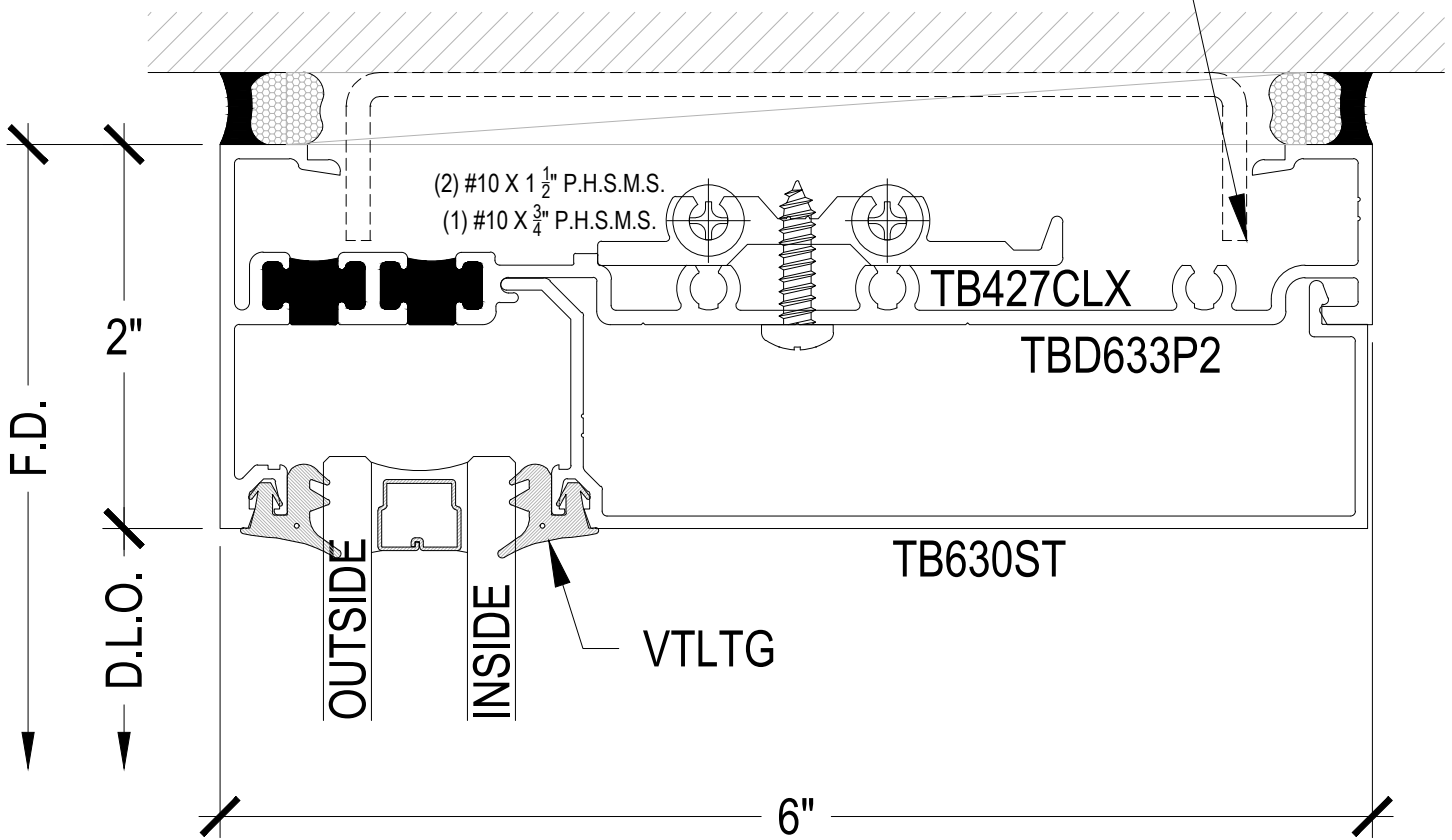 (2) #10 X 1 1/2" P.H.S.M.S.
(1) #10 X 3/4" P.H.S.M.S.
TB427CLX
2"
TBD633P2
F.D.
TB630ST
D.L.O.
OUTSIDE
INSIDE
VTLTG
6"